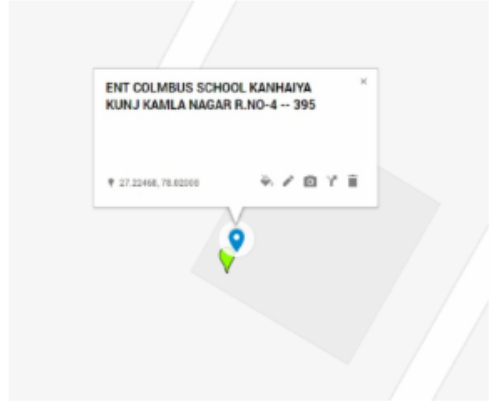 ENT COLMBUS SCHOOL KANHAIYA
KUNJ KAMLA NAGAR R.NO-4 -- 395
27.22468, 78.02000